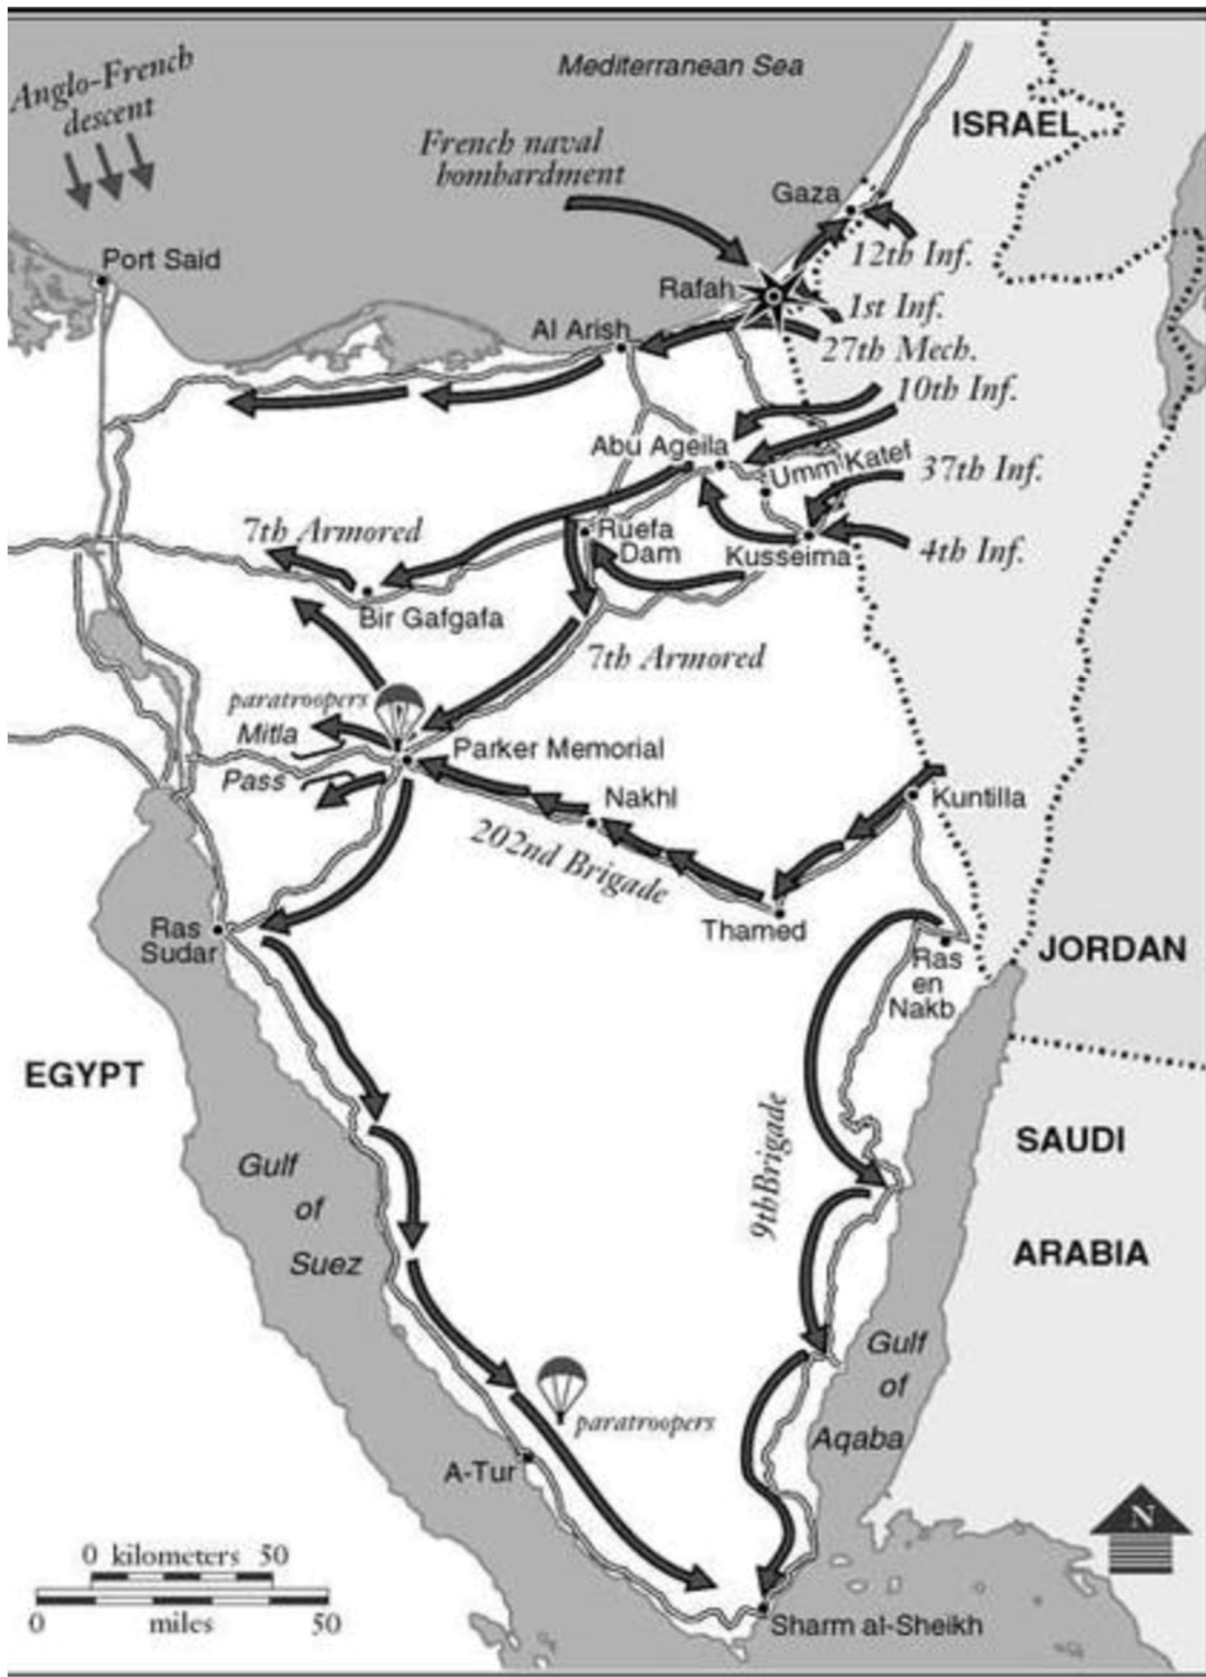 Anglo-French
descent
Mediterranean Sea
French naval
bombardment
ISRAEL
Gaza
12th Inf.
Port Said
Rafah
1st Inf.
Al Arish
27th Mech.
10th Inf.
Abu Ageila
Umm Katef
37th Inf.
7th Armored
Ruefa
Dam
Kusseima
4th Inf.
Bir Gafgafa
7th Armored
paratroopers
Mitla
Pass
Parker Memorial
Nakhl
Kuntilla
202nd Brigade
Thamed
Ras
Sudar
Ras
en
Nakb
JORDAN
EGYPT
9thBrigade
SAUDI
ARABIA
Gulf
of
Suez
Gulf
of
Aqaba
paratroopers
A-Tur
N
0 kilometers 50
0 miles 50
Sharm al-Sheikh